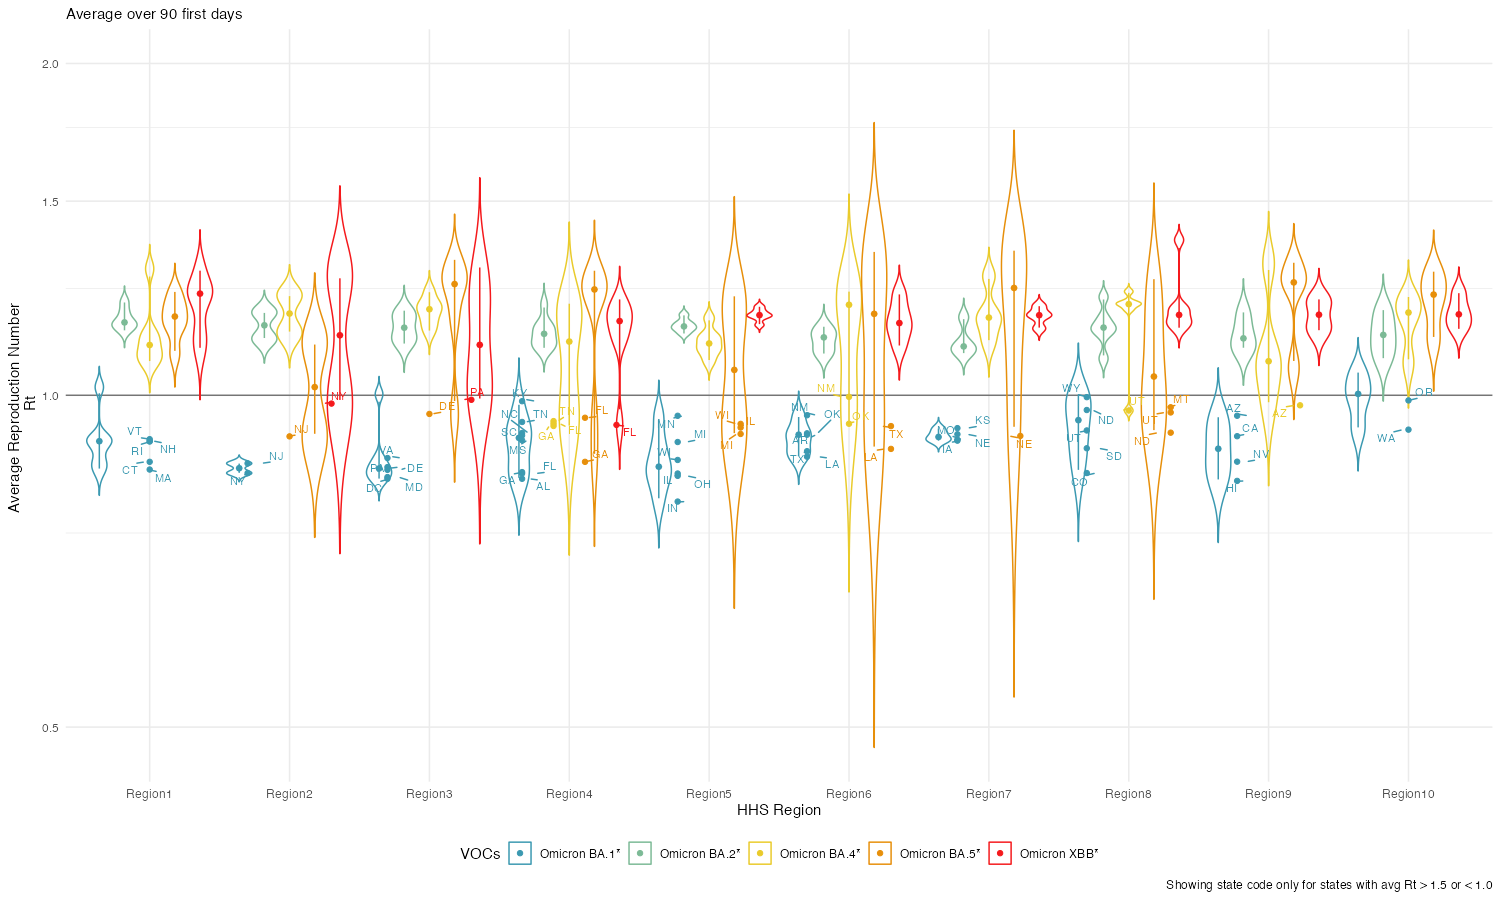 Average over 90 first days
Average Reproduction Number
Rt
2.0
1.5
1.0
0.5
VT
NH
RI
CT
MA
NJ
NY
NJ
NY
VA
DE
MD
DC
DE
PA
KY
NC
TN
SC
MS
FL
GA
AL
TN
FL
GA
FL
GA
FL
MN
MI
WI
IL
OH
IN
WI
IL
MI
NM
OK
AR
TX
LA
NM
OK
TX
LA
KS
MO
NE
IA
NE
WY
ND
UT
SD
CO
UT
MT
UT
ND
AZ
CA
NV
HI
AZ
OR
WA
Region1
Region2
Region3
Region4
Region5
Region6
Region7
Region8
Region9
Region10
HHS Region
VOCs
Omicron BA.1*
Omicron BA.2*
Omicron BA.4*
Omicron BA.5*
Omicron XBB*
Showing state code only for states with avg Rt > 1.5 or < 1.0